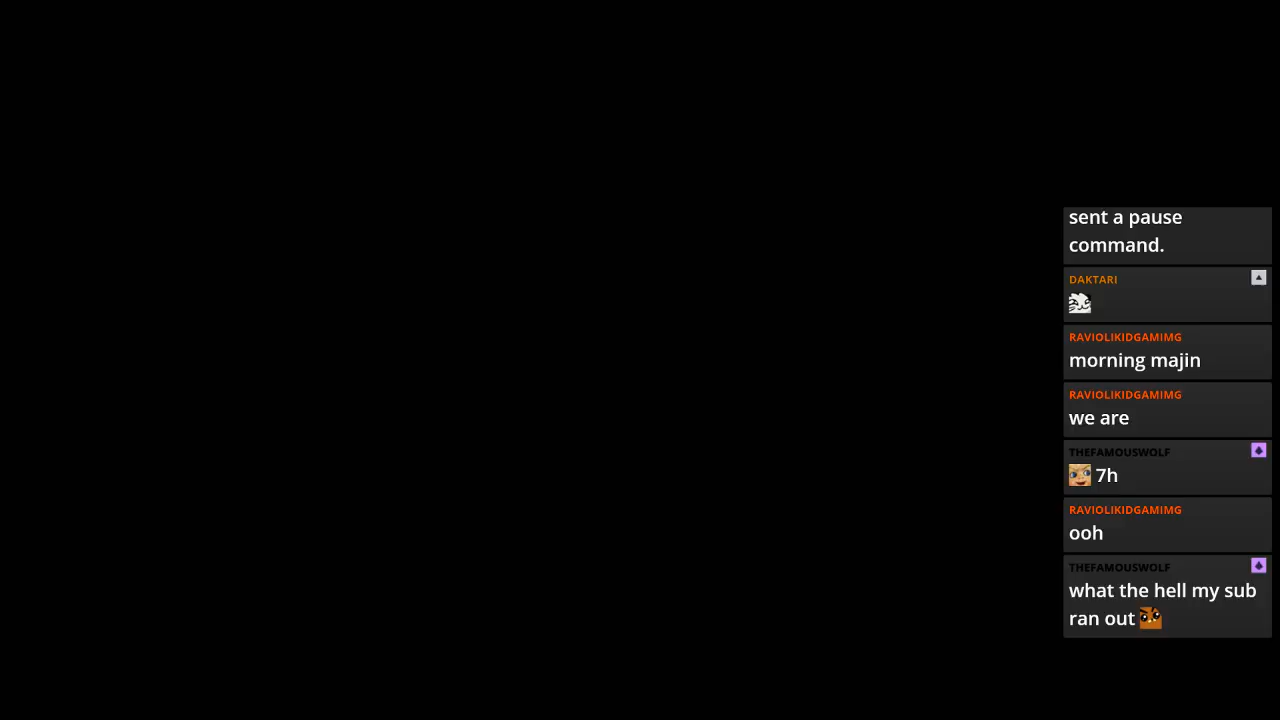 sent a pause
command.
DAKTARI
RAVIOLIKIDGAMIMG
morning majin
RAVIOLIKIDGAMIMG
we are
THEFAMOUSWOLF
7h
RAVIOLIKIDGAMIMG
ooh
THEFAMOUSWOLF
what the hell my sub
ran out